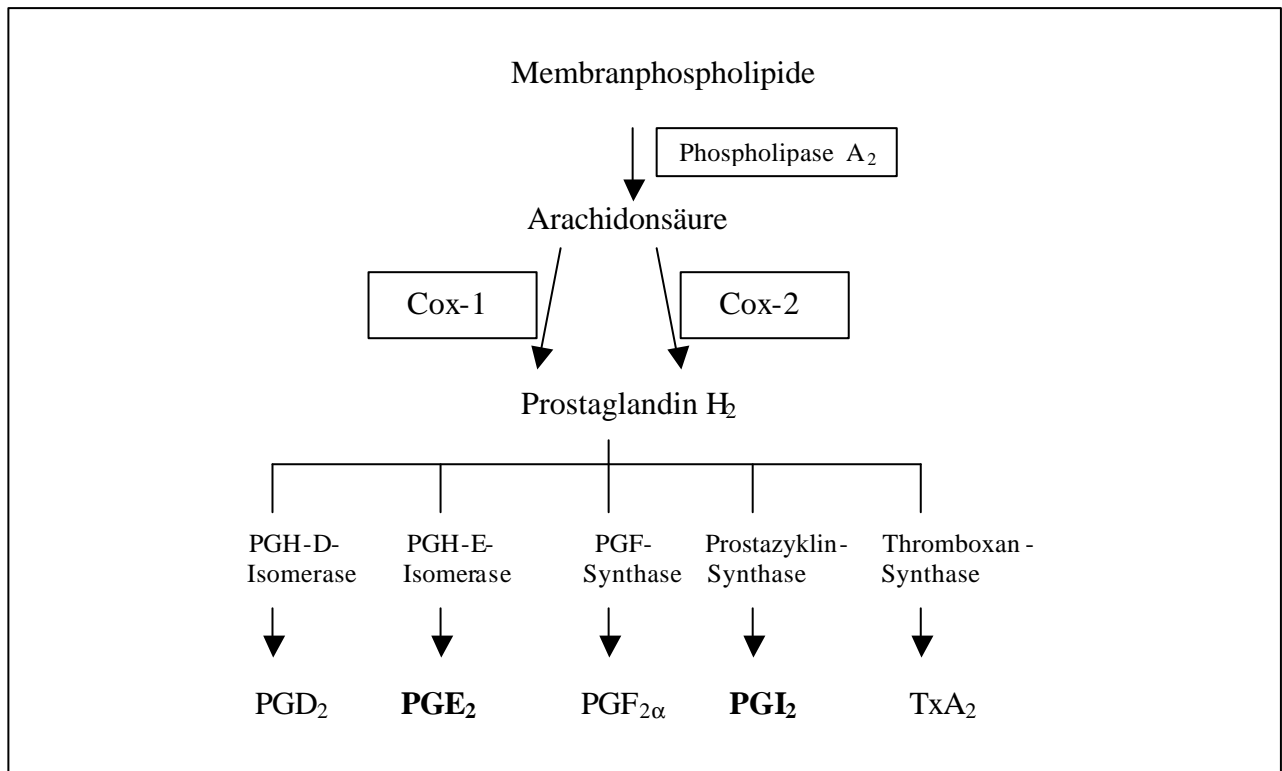 Membranphospholipide
Phospholipase A₂
Arachidonsäure
Cox-1
Cox-2
Prostaglandin H₂
PGH-D-
Isomerase
PGH-E-
Isomerase
PGF-
Synthase
Prostazyklin-
Synthase
Thromboxan -
Synthase
PGD₂
PGE₂
PGF₂α
PGI₂
TxA₂